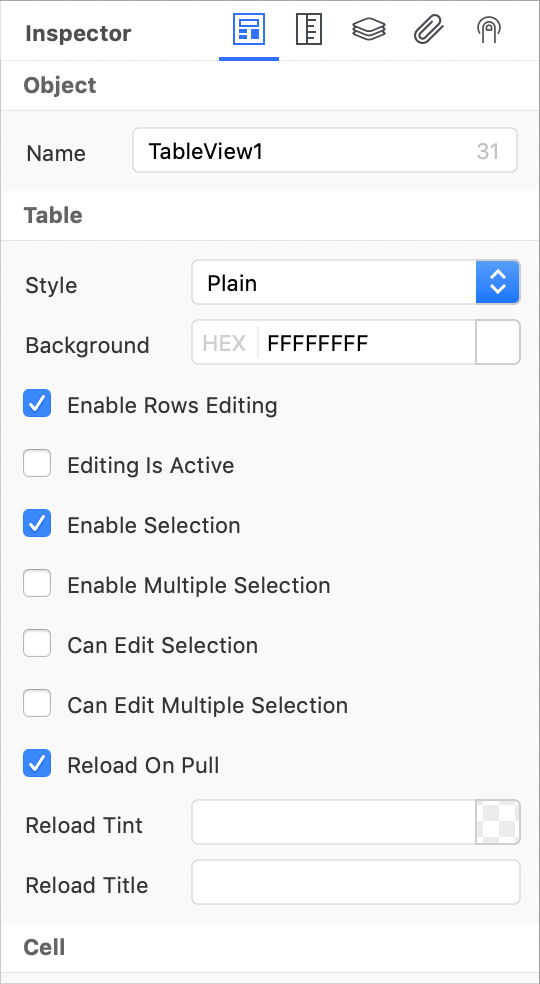 Inspector
Object
Name TableView1 31
Table
Style Plain
Background HEX FFFFFFFF
Enable Rows Editing
Editing Is Active
Enable Selection
Enable Multiple Selection
Can Edit Selection
Can Edit Multiple Selection
Reload On Pull
Reload Tint
Reload Title
Cell